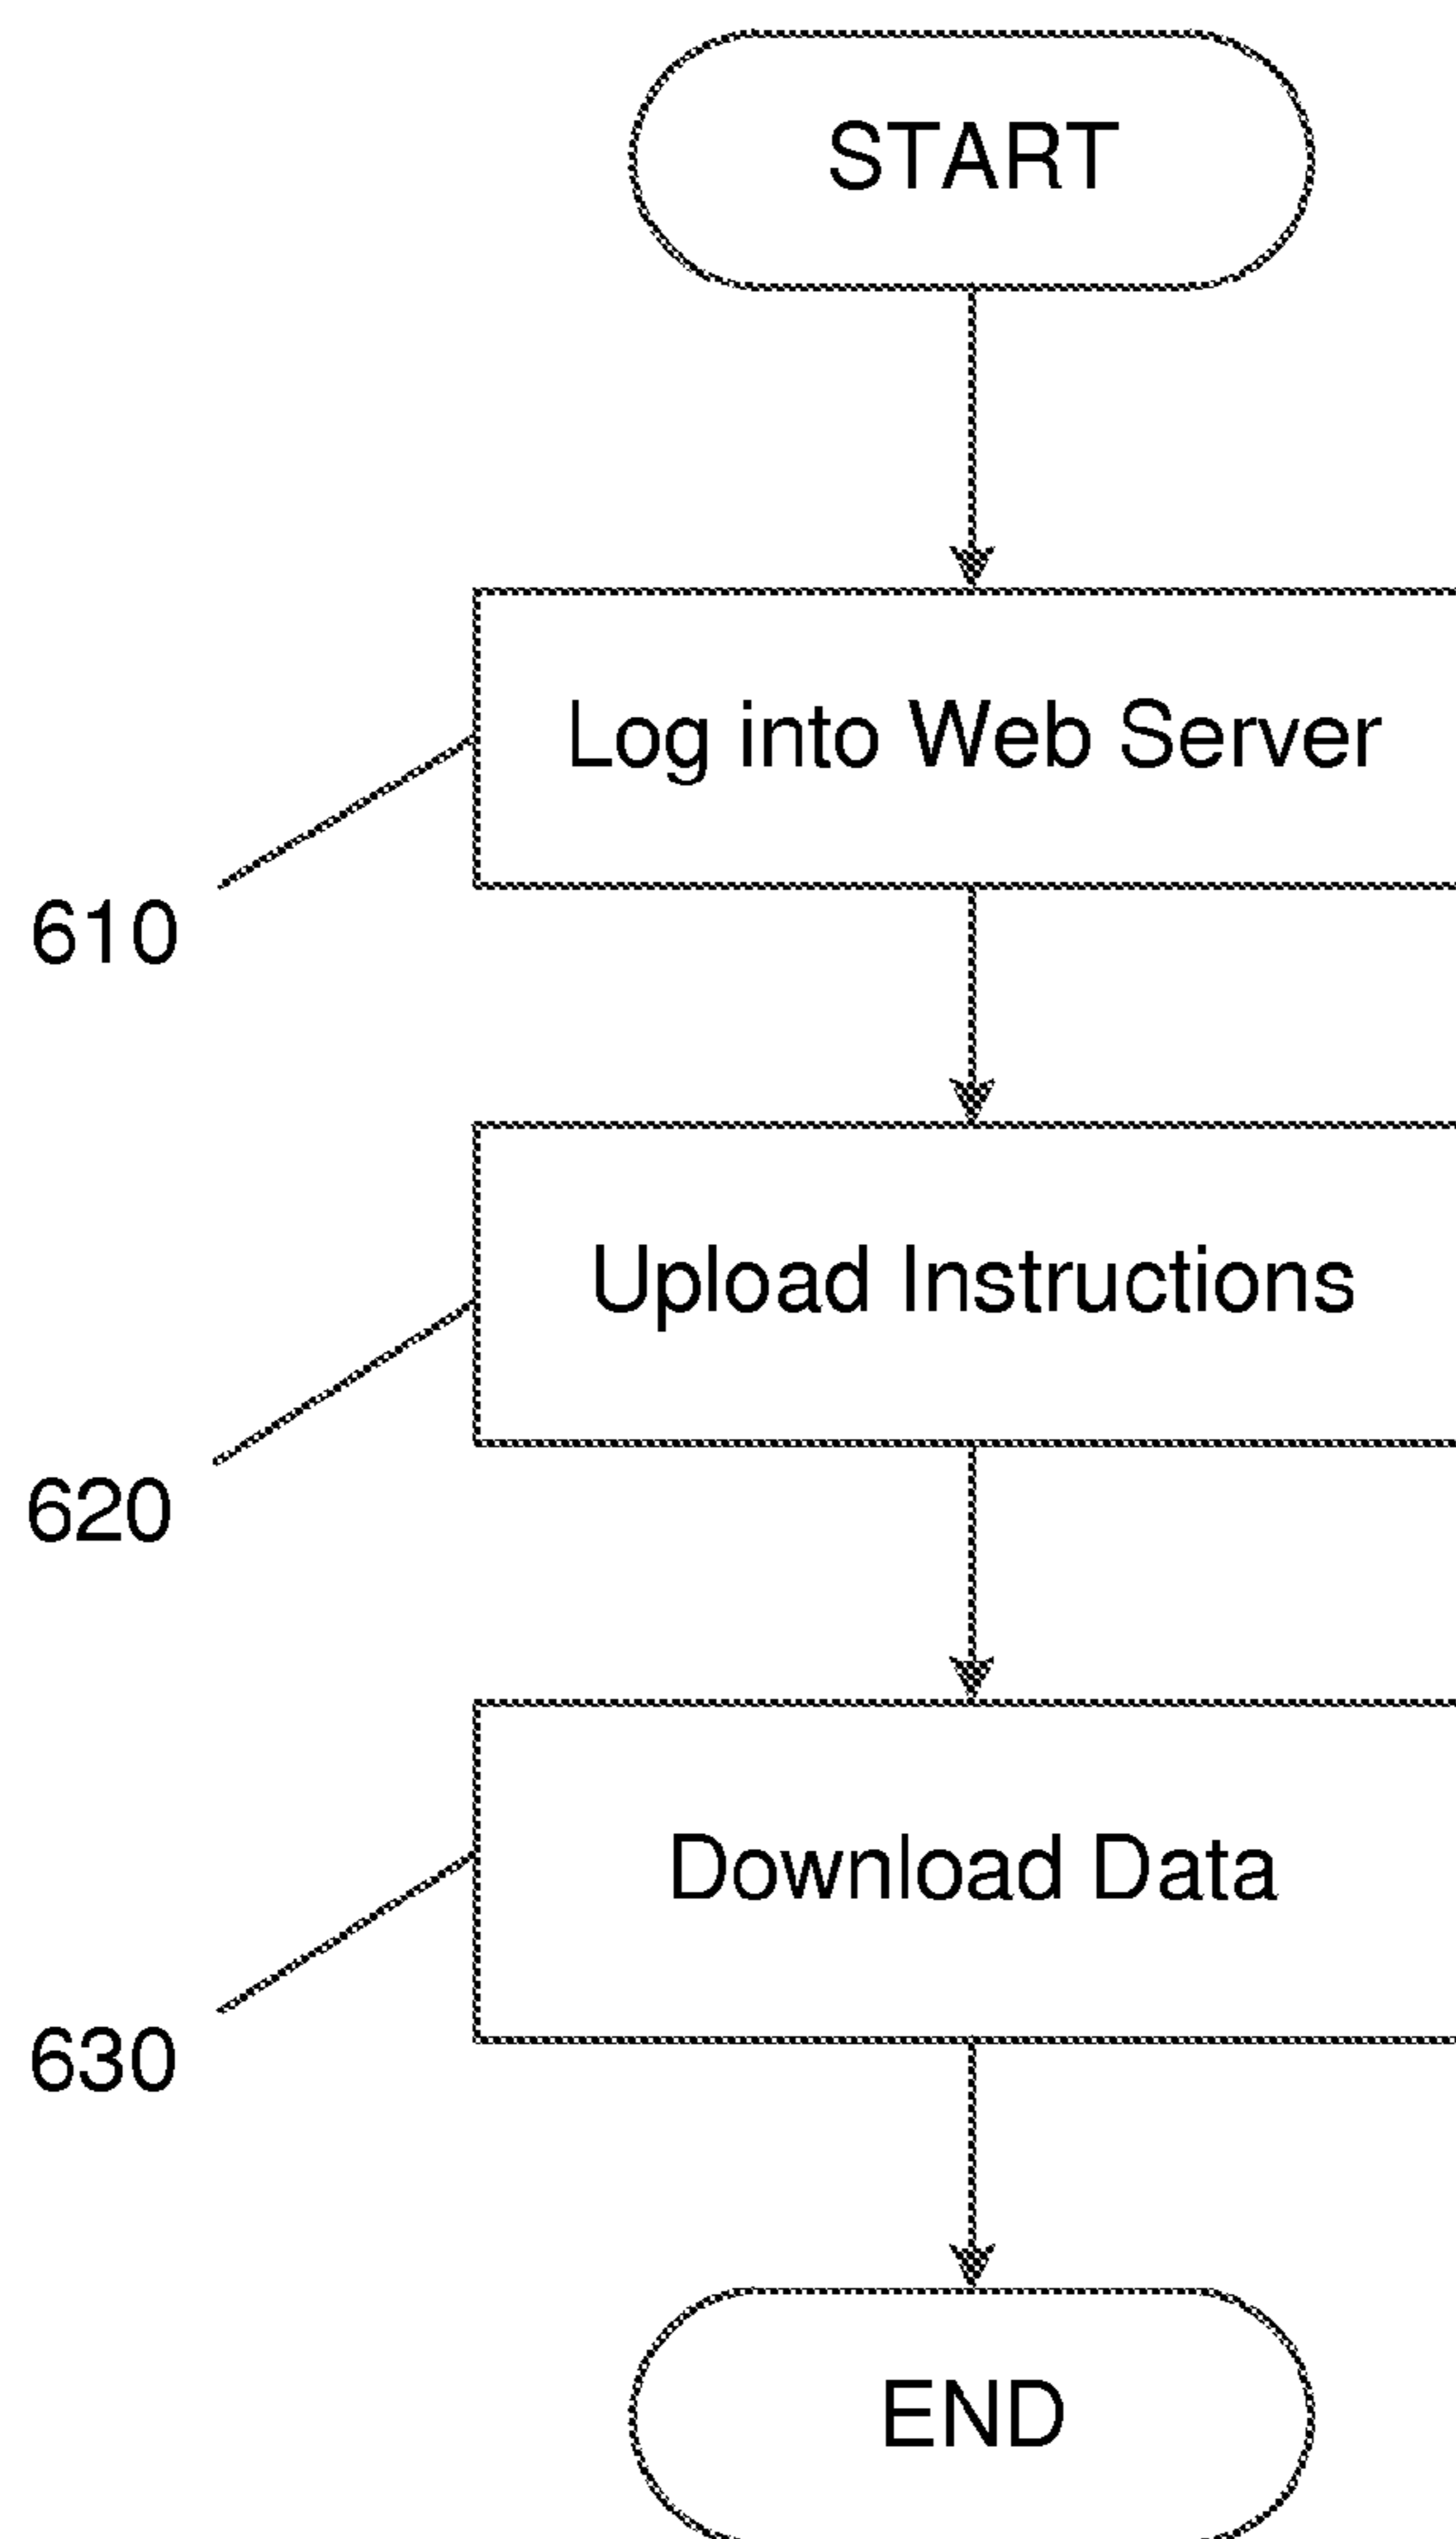 START
Log into Web Server
610
Upload Instructions
620
Download Data
630
END